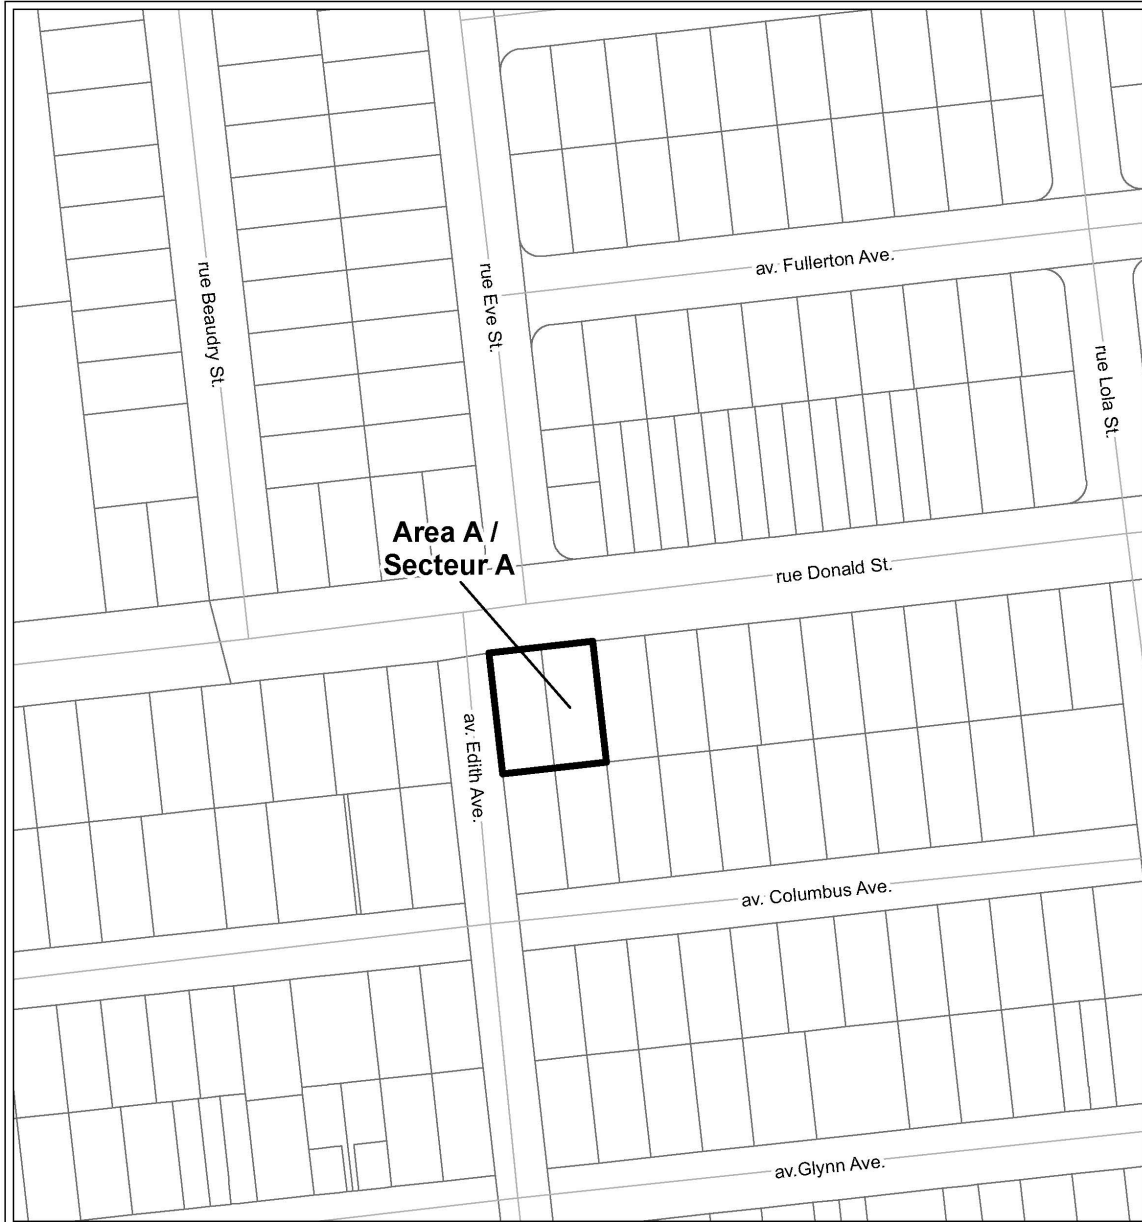 av. Fullerton Ave.
rue Beaudry St.
rue Eve St.
rue Lola St.
Area A /
Secteur A
rue Donald St.
av. Edith Ave.
av. Columbus Ave.
av.Glynn Ave.